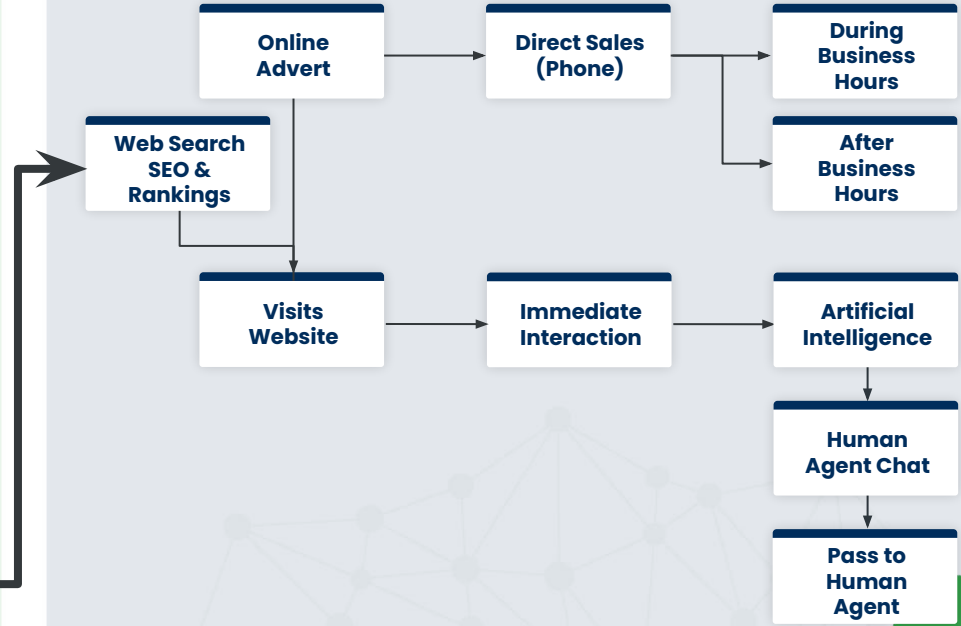 Online
Advert
Direct Sales
(Phone)
During
Business
Hours
Web Search
SEO &
Rankings
After
Business
Hours
Visits
Website
Immediate
Interaction
Artificial
Intelligence
Human
Agent Chat
Pass to
Human
Agent